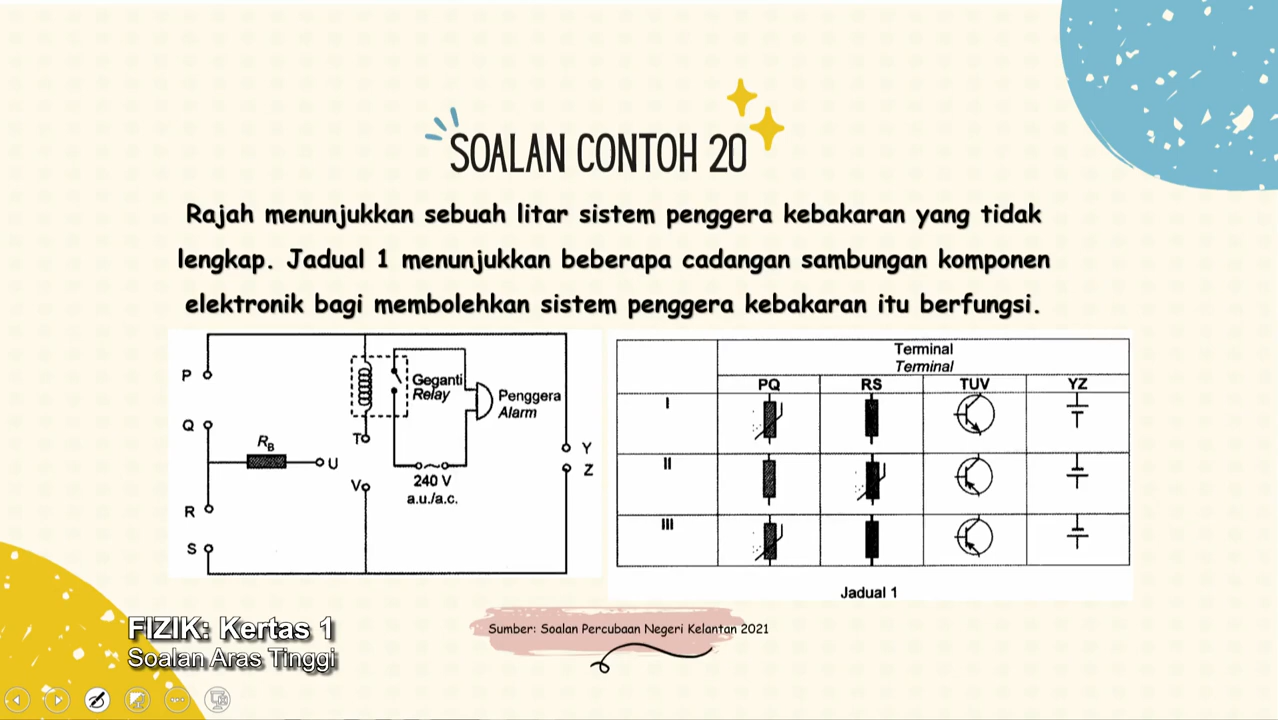 SOALAN CONTOH 20
Rajah menunjukkan sebuah litar sistem penggera kebakaran yang tidak
lengkap. Jadual 1 menunjukkan beberapa cadangan sambungan komponen
elektronik bagi membolehkan sistem penggera kebakaran itu berfungsi.
P
Q
R_B
U
R
S
T
V
Geganti
Relay
Penggera
Alarm
240 V
a.u./a.c.
Y
Z
Terminal
Terminal
PQ RS TUV YZ
I
II
III
Jadual 1
Sumber: Soalan Percubaan Negeri Kelantan 2021
FIZIK: Kertas 1
Soalan Aras Tinggi